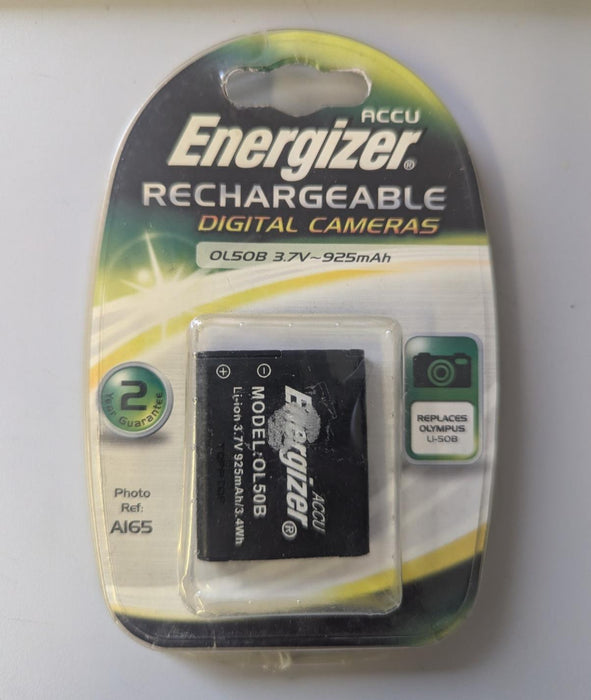 ACCU
Energizer®
RECHARGEABLE
DIGITAL CAMERAS
OL50B 3.7V~925mAh
2
Year Guarantee
REPLACES
OLYMPUS
Li-50B
Photo
Ref:
A165
ACCU
Energizer®
MODEL:OL50B
Li-ion 3.7V 925mAh/3.4Wh
+
-